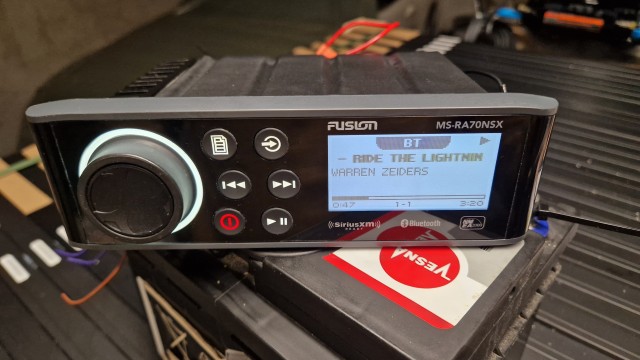 FUSION
MS-RA70NSX
BT
- RIDE THE LIGHTNIN
WARREN ZEIDERS
0:47 1-1 3:20
((SiriusXM))
Bluetooth
VESNA